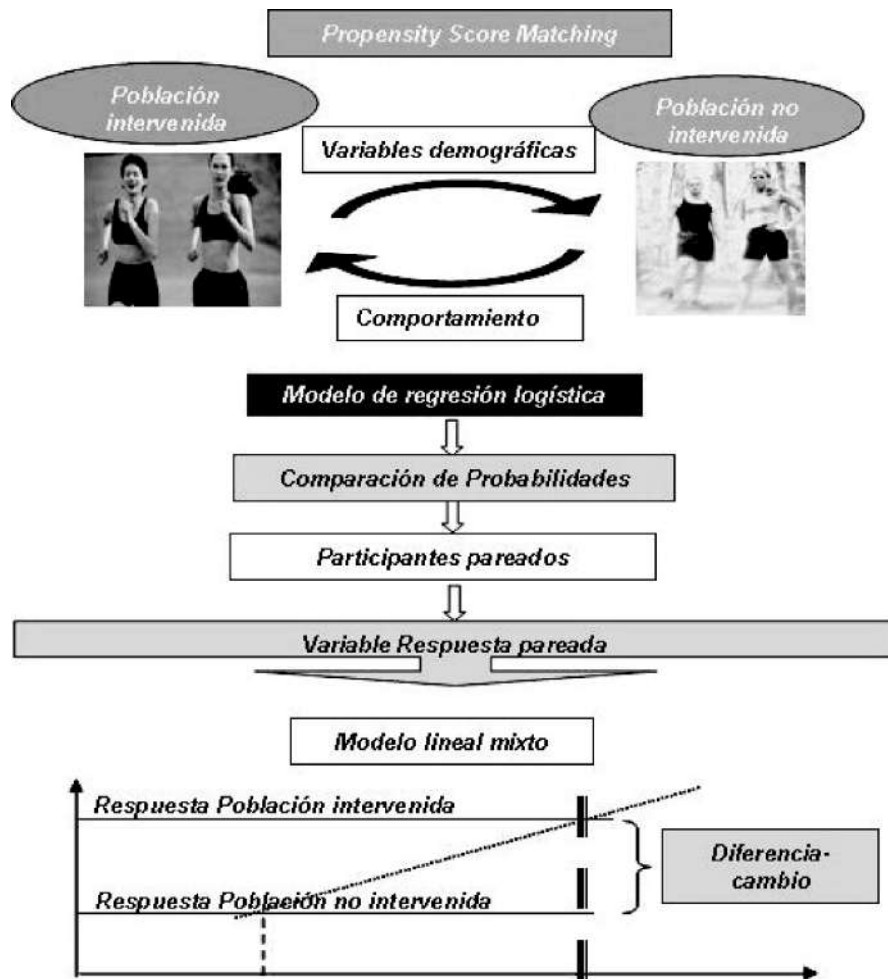 Propensity Score Matching
Población
intervenida
Población no
intervenida
Variables demográficas
Comportamiento
Modelo de regresión logística
Comparación de Probabilidades
Participantes pareados
Variable Respuesta pareada
Modelo lineal mixto
Respuesta Población intervenida
Diferencia-
cambio
Respuesta Población no intervenida